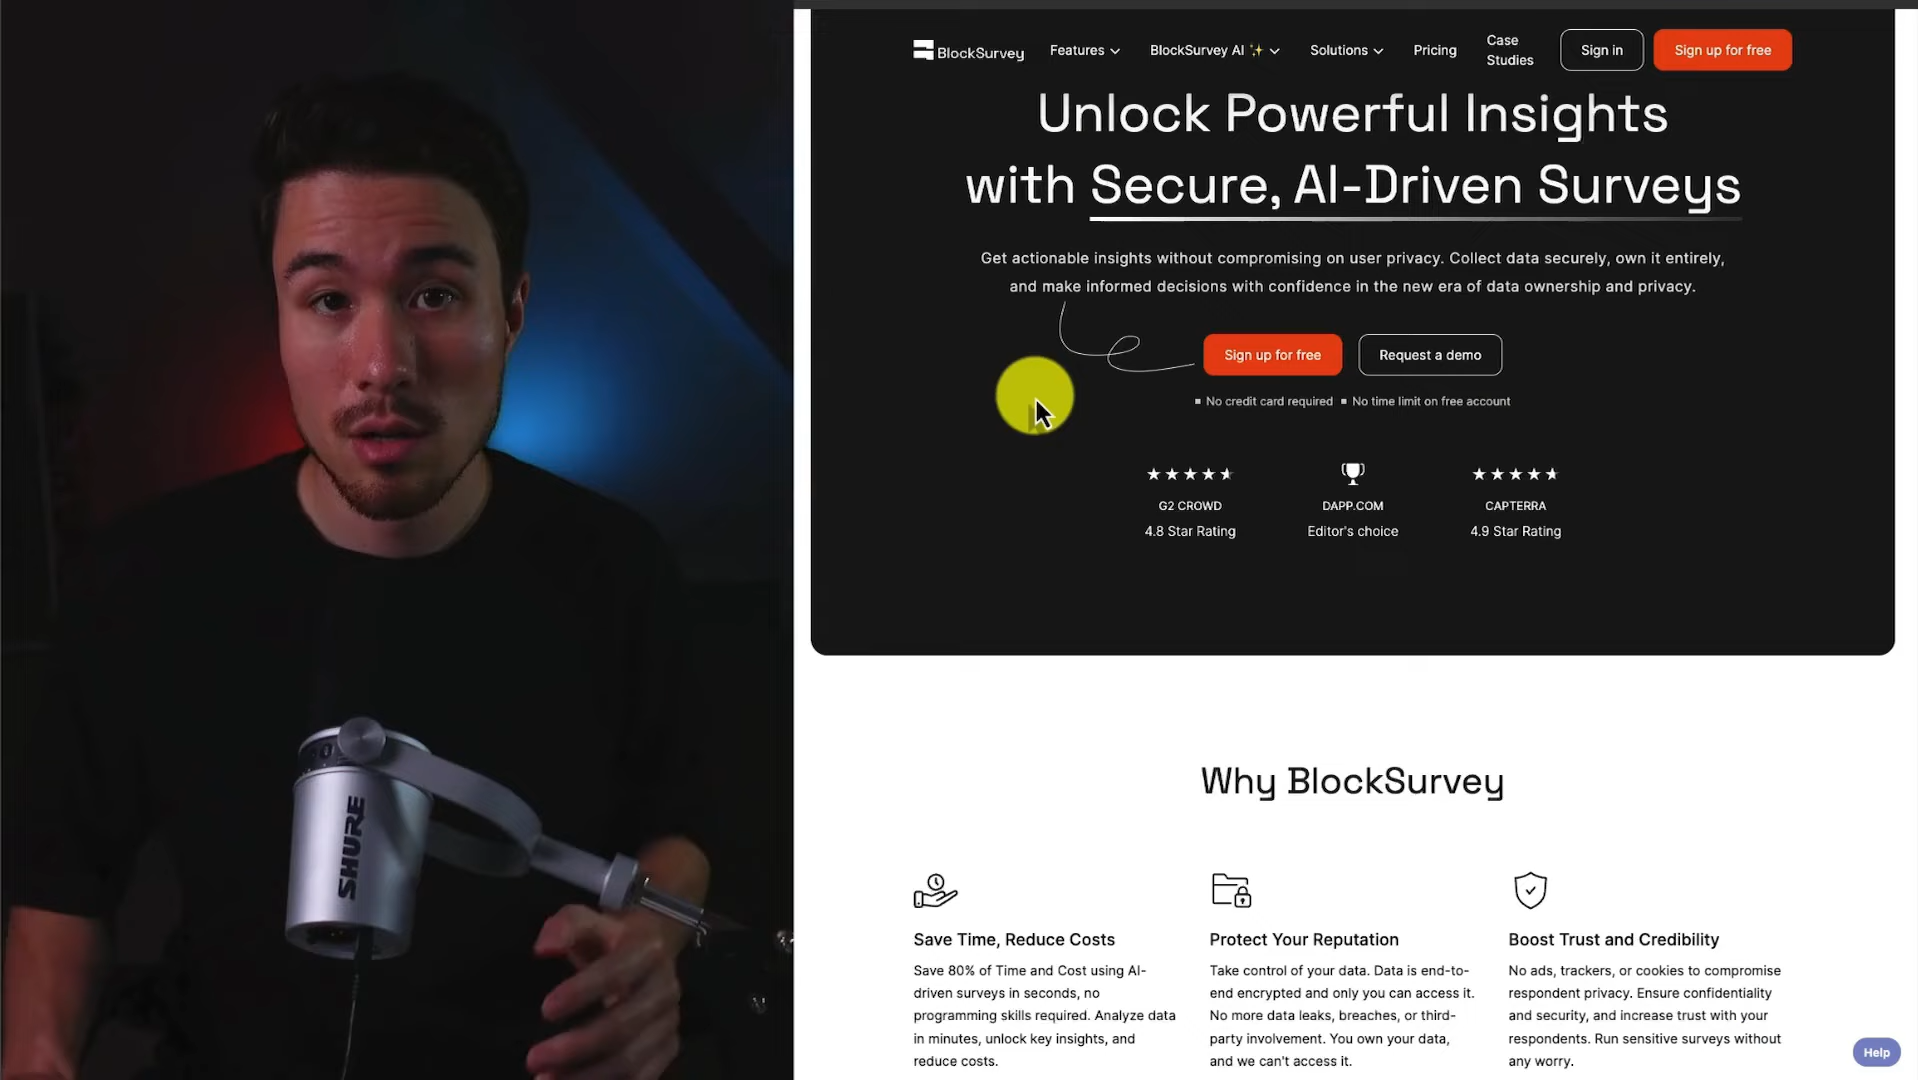 BlockSurvey
Features
BlockSurvey AI
Solutions
Pricing
Case
Studies
Sign in
Sign up for free
Unlock Powerful Insights
with Secure, AI-Driven Surveys
Get actionable insights without compromising on user privacy. Collect data securely, own it entirely,
and make informed decisions with confidence in the new era of data ownership and privacy.
Sign up for free
Request a demo
No credit card required
No time limit on free account
G2 CROWD
4.8 Star Rating
DAPP.COM
Editor's choice
CAPTERRA
4.9 Star Rating
Why BlockSurvey
Save Time, Reduce Costs
Save 80% of Time and Cost using AI-
driven surveys in seconds, no
programming skills required. Analyze data
in minutes, unlock key insights, and
reduce costs.
Protect Your Reputation
Take control of your data. Data is end-to-
end encrypted and only you can access it.
No more data leaks, breaches, or third-
party involvement. You own your data,
and we can't access it.
Boost Trust and Credibility
No ads, trackers, or cookies to compromise
respondent privacy. Ensure confidentiality
and security, and increase trust with your
respondents. Run sensitive surveys without
any worry.
Help
SHURE